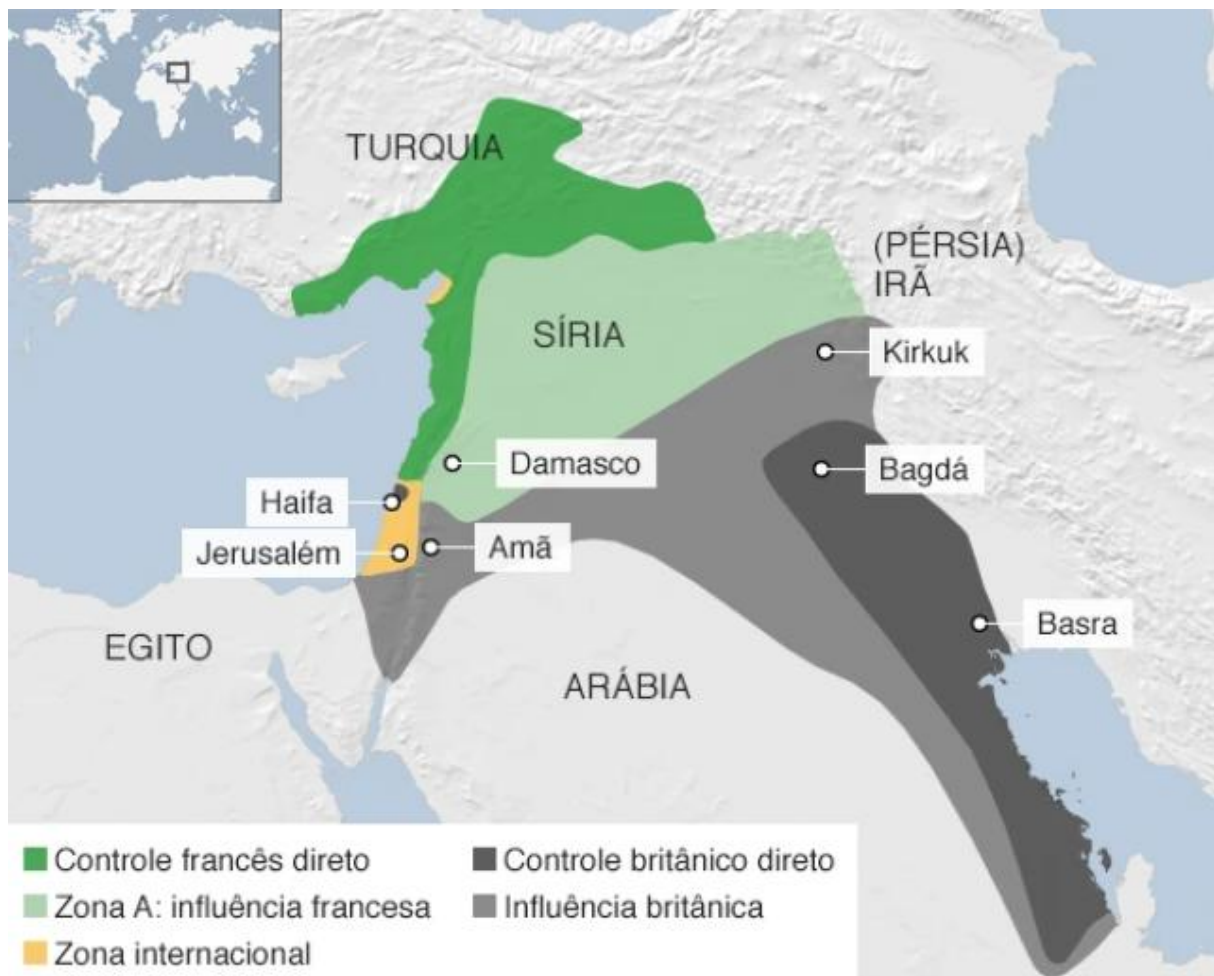 TURQUIA
(PÉRSIA)
IRÃ
SÍRIA
Kirkuk
Damasco
Bagdá
Haifa
Jerusalém
Amã
Basra
EGITO
ARÁBIA
Controle francês direto
Controle britânico direto
Zona A: influência francesa
Influência britânica
Zona internacional